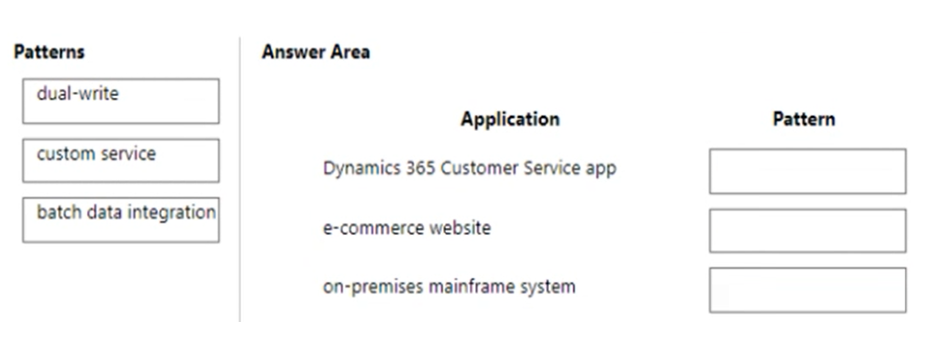 Patterns
dual-write
custom service
batch data integration
Answer Area
Application Pattern
Dynamics 365 Customer Service app
e-commerce website
on-premises mainframe system